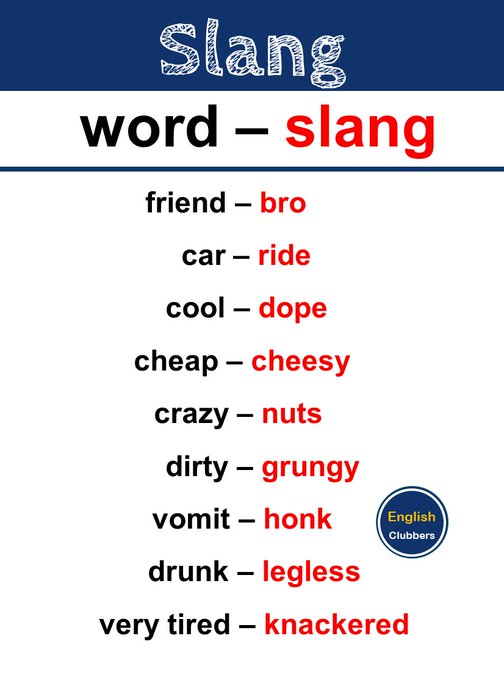 Slang
word – slang
friend – bro
car – ride
cool – dope
cheap – cheesy
crazy – nuts
dirty – grungy
vomit – honk
English
Clubbers
drunk – legless
very tired – knackered